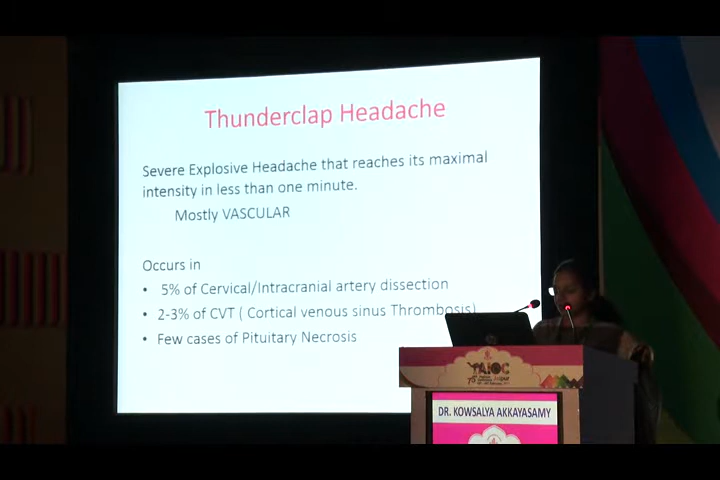 Thunderclap Headache
Severe Explosive Headache that reaches its maximal
intensity in less than one minute.
Mostly VASCULAR
Occurs in
• 5% of Cervical/Intracranial artery dissection
• 2-3% of CVT ( Cortical venous sinus Thrombosis)
• Few cases of Pituitary Necrosis
DR. KOWSALYA AKKAYASAMY